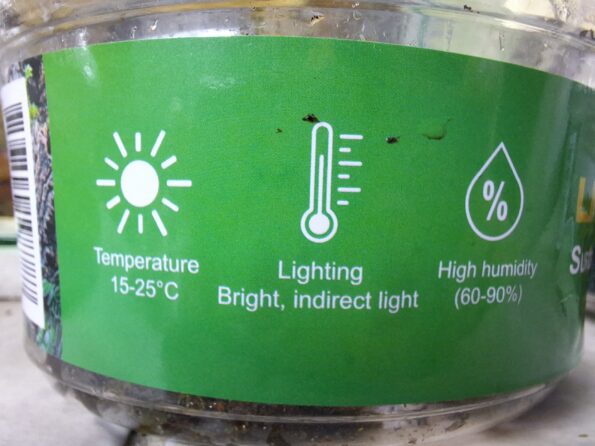 Temperature
15-25°C
Lighting
Bright, indirect light
%
High humidity
(60-90%)